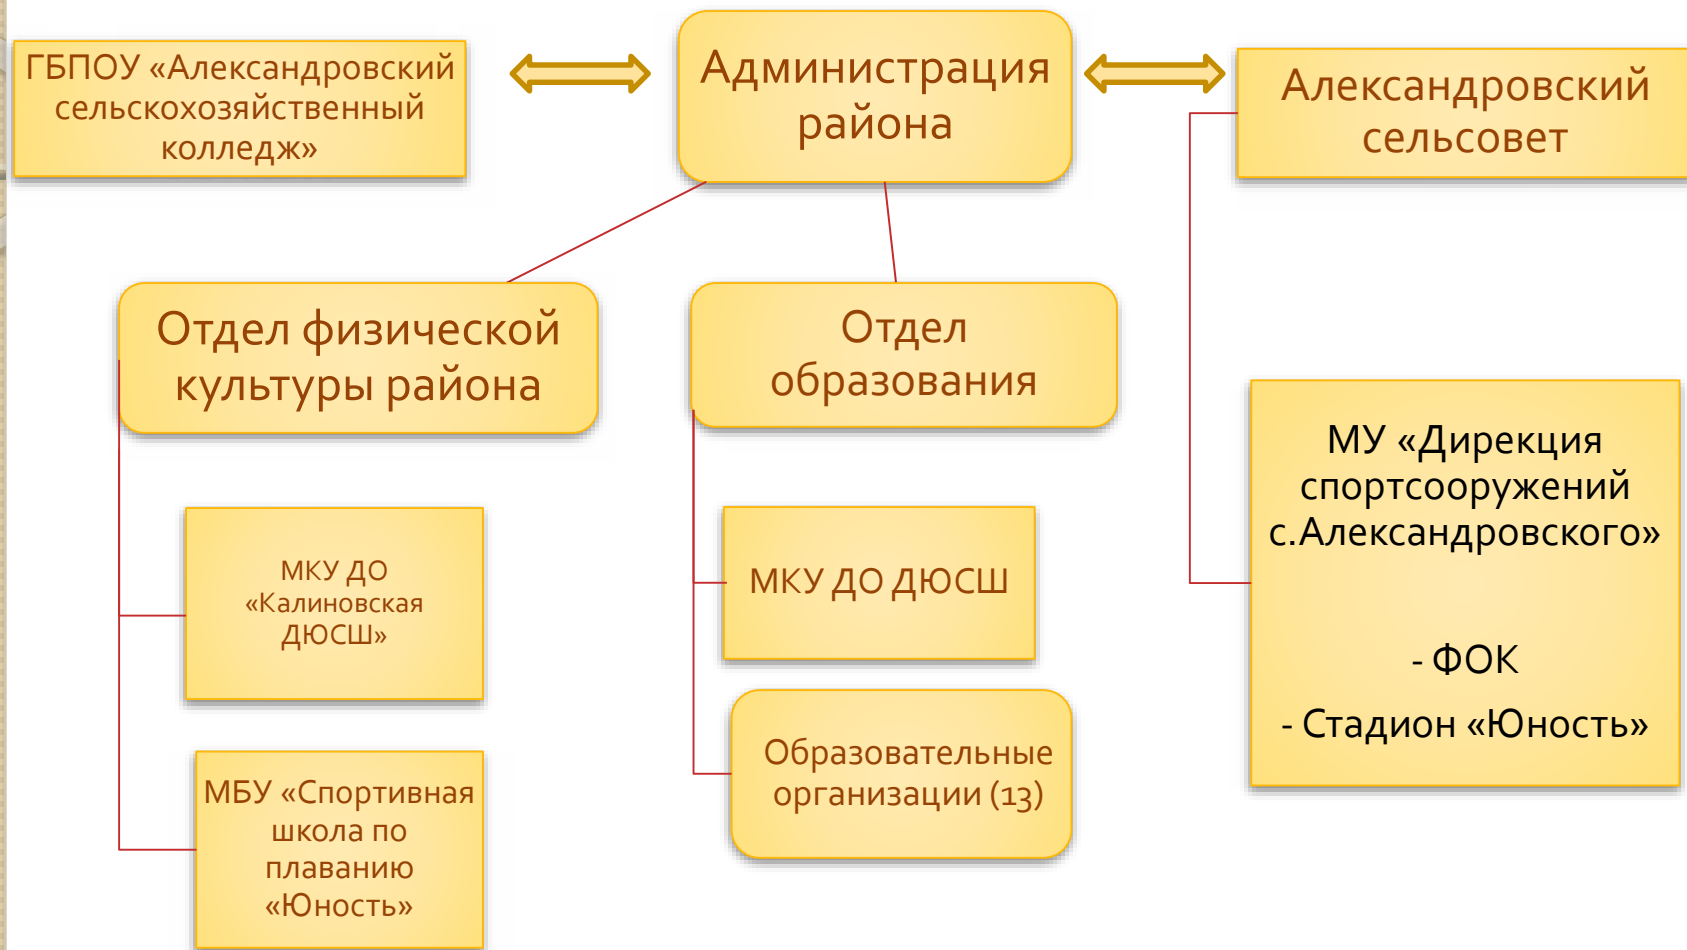 ГБПОУ «Александровский
сельскохозяйственный
колледж»
Администрация
района
Александровский
сельсовет
Отдел физической
культуры района
Отдел
образования
МКУ ДО
«Калиновская
ДЮСШ»
МБУ «Спортивная
школа по
плаванию
«Юность»
МКУ ДО ДЮСШ
Образовательные
организации (13)
МУ «Дирекция
спортсооружений
с.Александровского»
- ФОК
- Стадион «Юность»